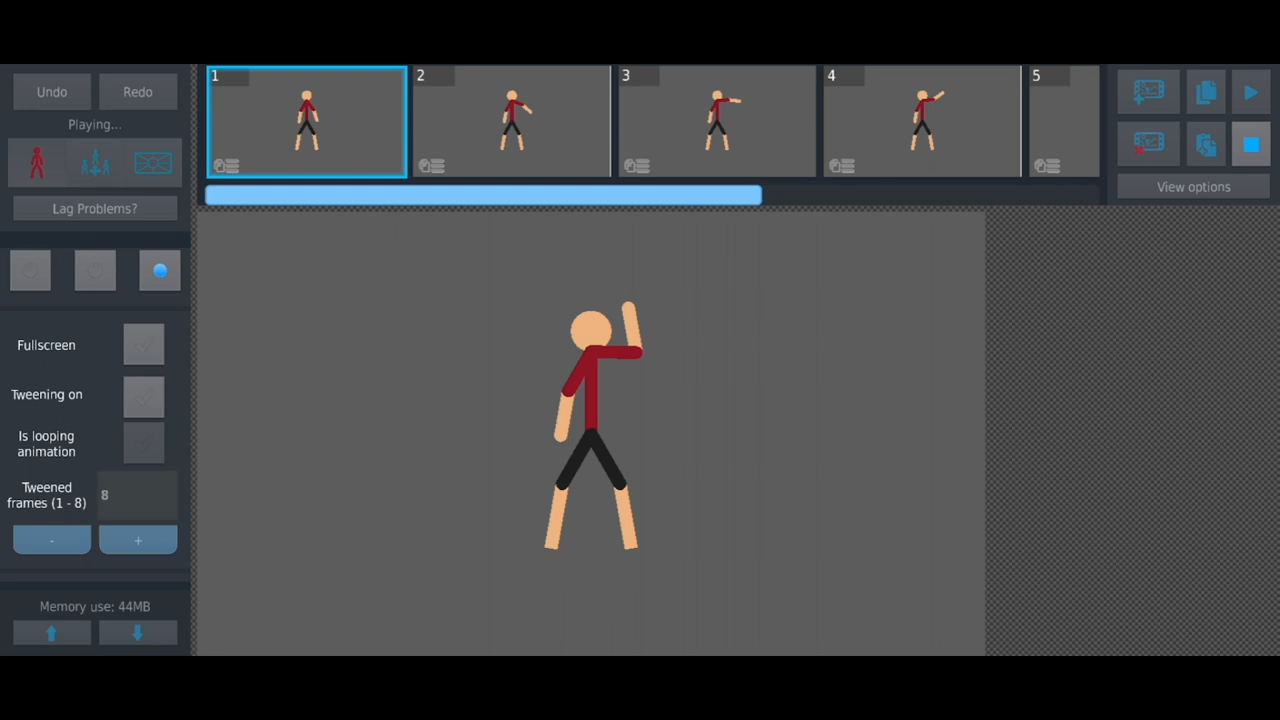 Undo
Redo
Playing...
Lag Problems?
1
2
3
4
5
View options
Fullscreen
Tweening on
Is looping
animation
Tweened
frames (1 - 8)
8
-
+
Memory use: 44MB